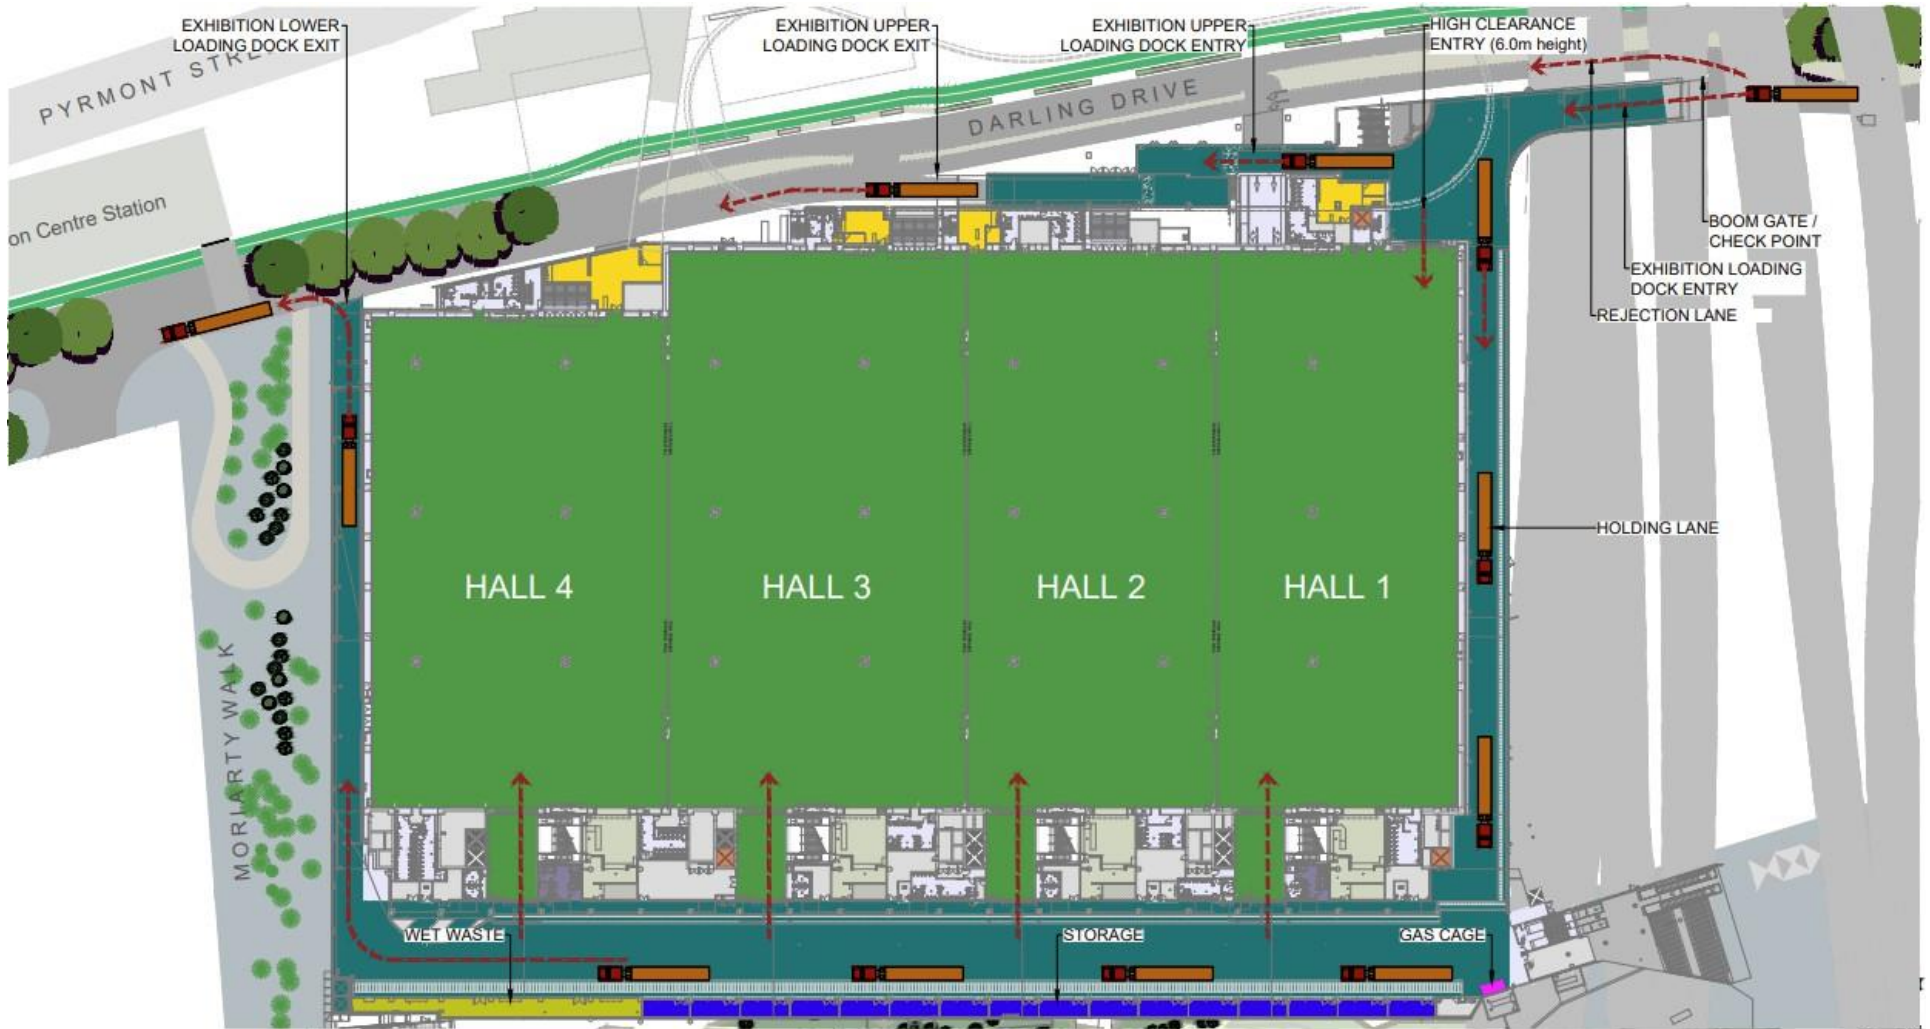 EXHIBITION LOWER
LOADING DOCK EXIT
EXHIBITION UPPER
LOADING DOCK EXIT
EXHIBITION UPPER
LOADING DOCK ENTRY
HIGH CLEARANCE
ENTRY (6.0m height)
PYRMONT
DARLING DRIVE
on Centre Station
BOOM GATE /
CHECK POINT
EXHIBITION LOADING
DOCK ENTRY
REJECTION LANE
HOLDING LANE
HALL 4
HALL 3
HALL 2
HALL 1
MORIARTY WALK
WET WASTE
STORAGE
GAS CAGE